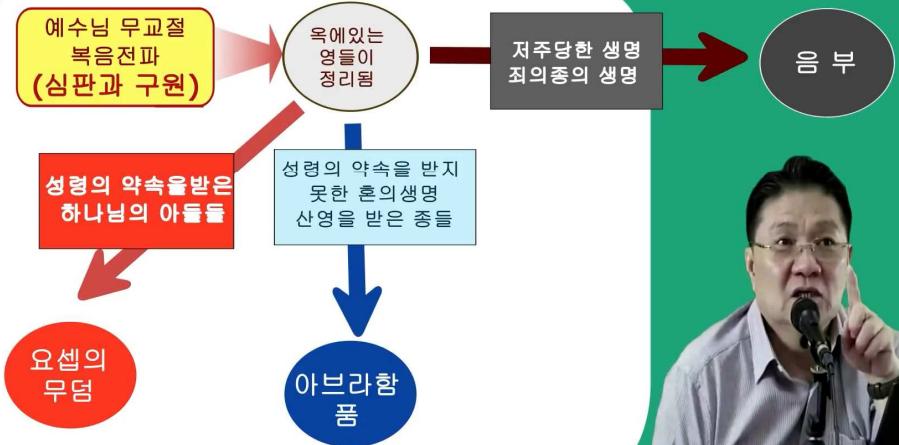 예수님 무교절
복음전파
(심판과 구원)
옥에있는
영들이
정리됨
저주당한 생명
죄의종의 생명
음 부
성령의 약속을받은
하나님의 아들들
성령의 약속을 받지
못한 혼의생명
산영을 받은 종들
요셉의
무덤
아브라함
품